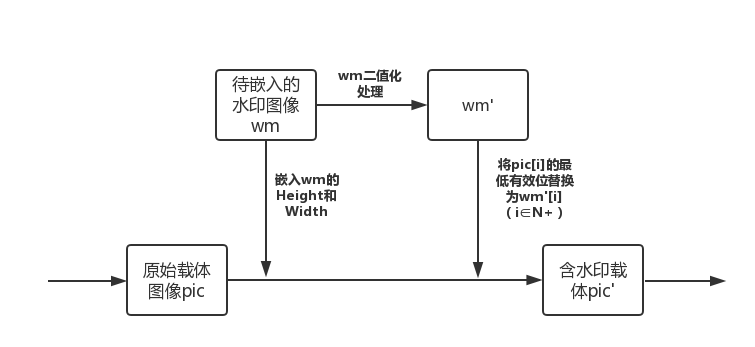 待嵌入的
水印图像
wm
wm二值化
处理
wm'
嵌入wm的
Height和
Width
将pic[i]的最
低有效位替换
为wm'[i]
（i∈N+）
原始载体
图像pic
含水印载
体pic'